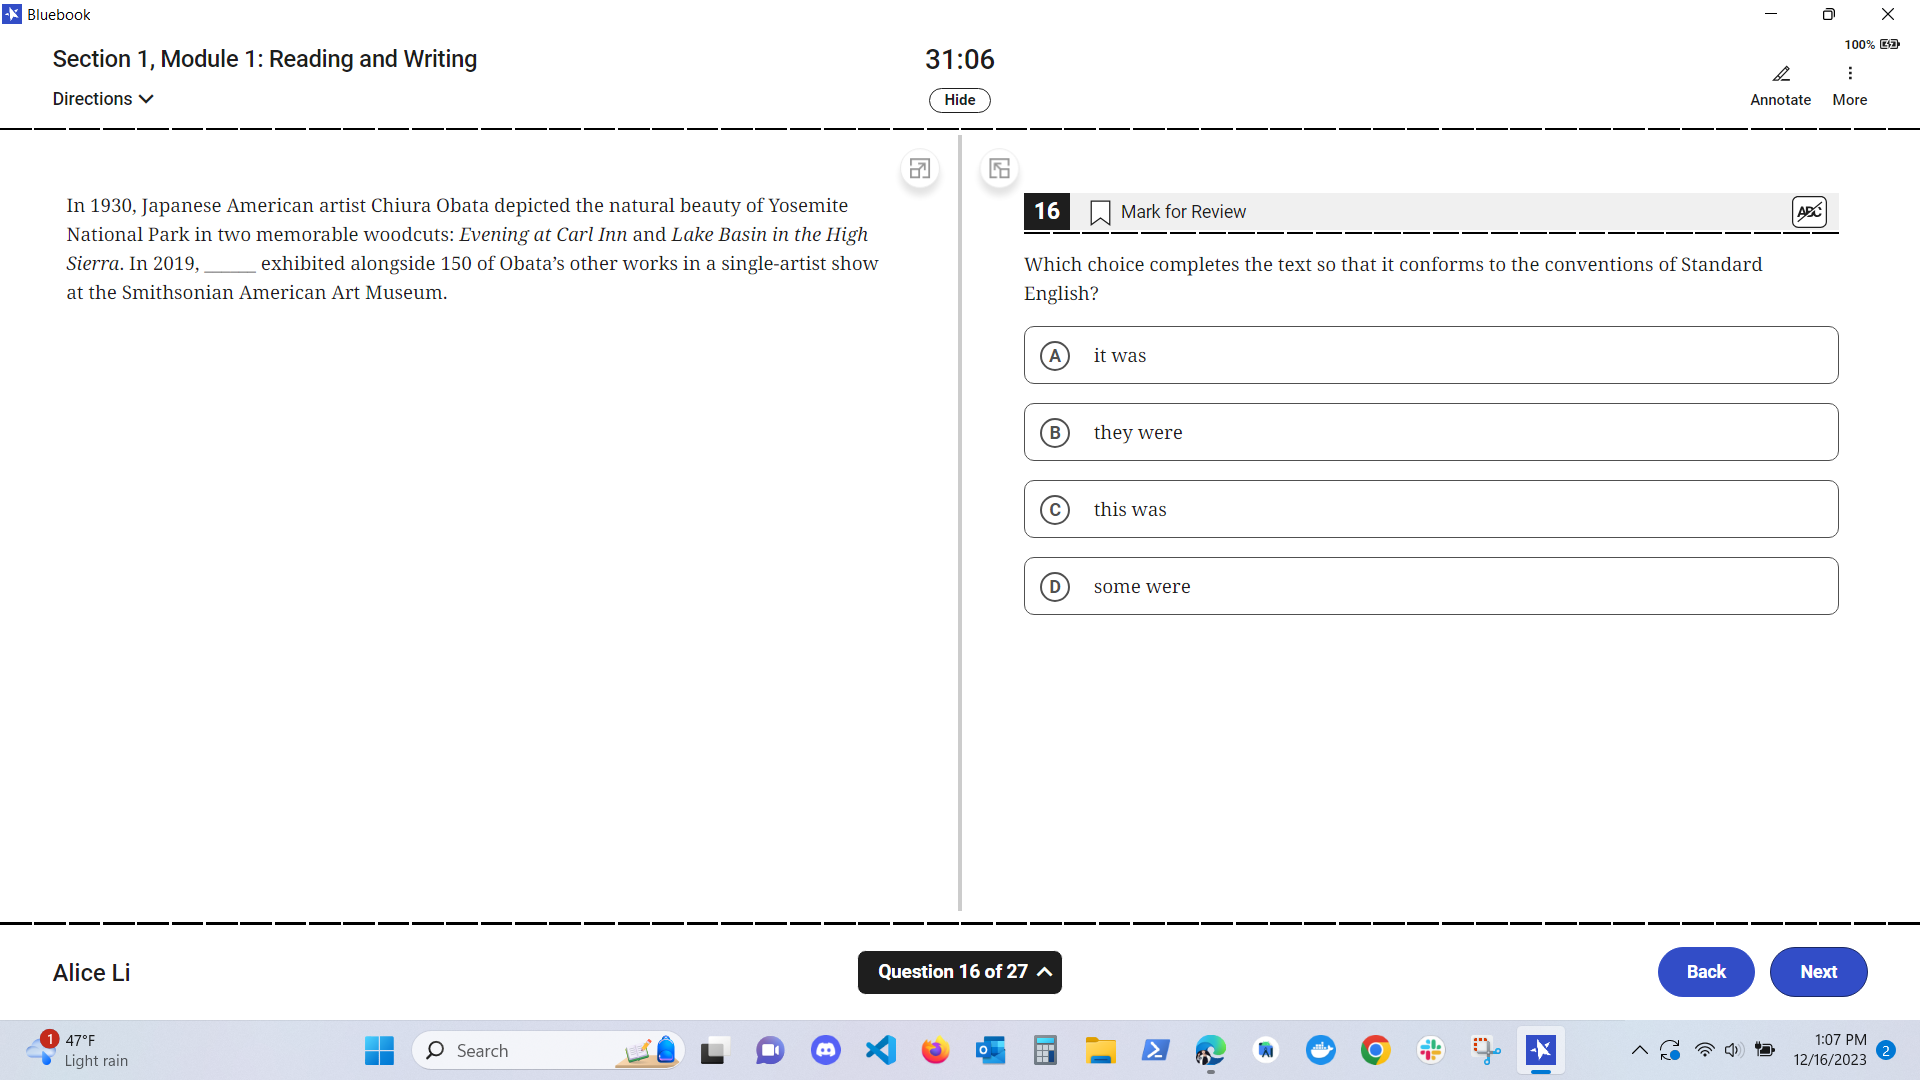 Bluebook
Section 1, Module 1: Reading and Writing
31:06
100%
Directions
Hide
Annotate
More
In 1930, Japanese American artist Chiura Obata depicted the natural beauty of Yosemite
National Park in two memorable woodcuts: Evening at Carl Inn and Lake Basin in the High
Sierra. In 2019, ______ exhibited alongside 150 of Obata’s other works in a single-artist show
at the Smithsonian American Art Museum.
16
Mark for Review
ABC
Which choice completes the text so that it conforms to the conventions of Standard
English?
A it was
B they were
C this was
D some were
Alice Li
Question 16 of 27
Back
Next
1
47°F
Light rain
Search
1:07 PM
12/16/2023
2